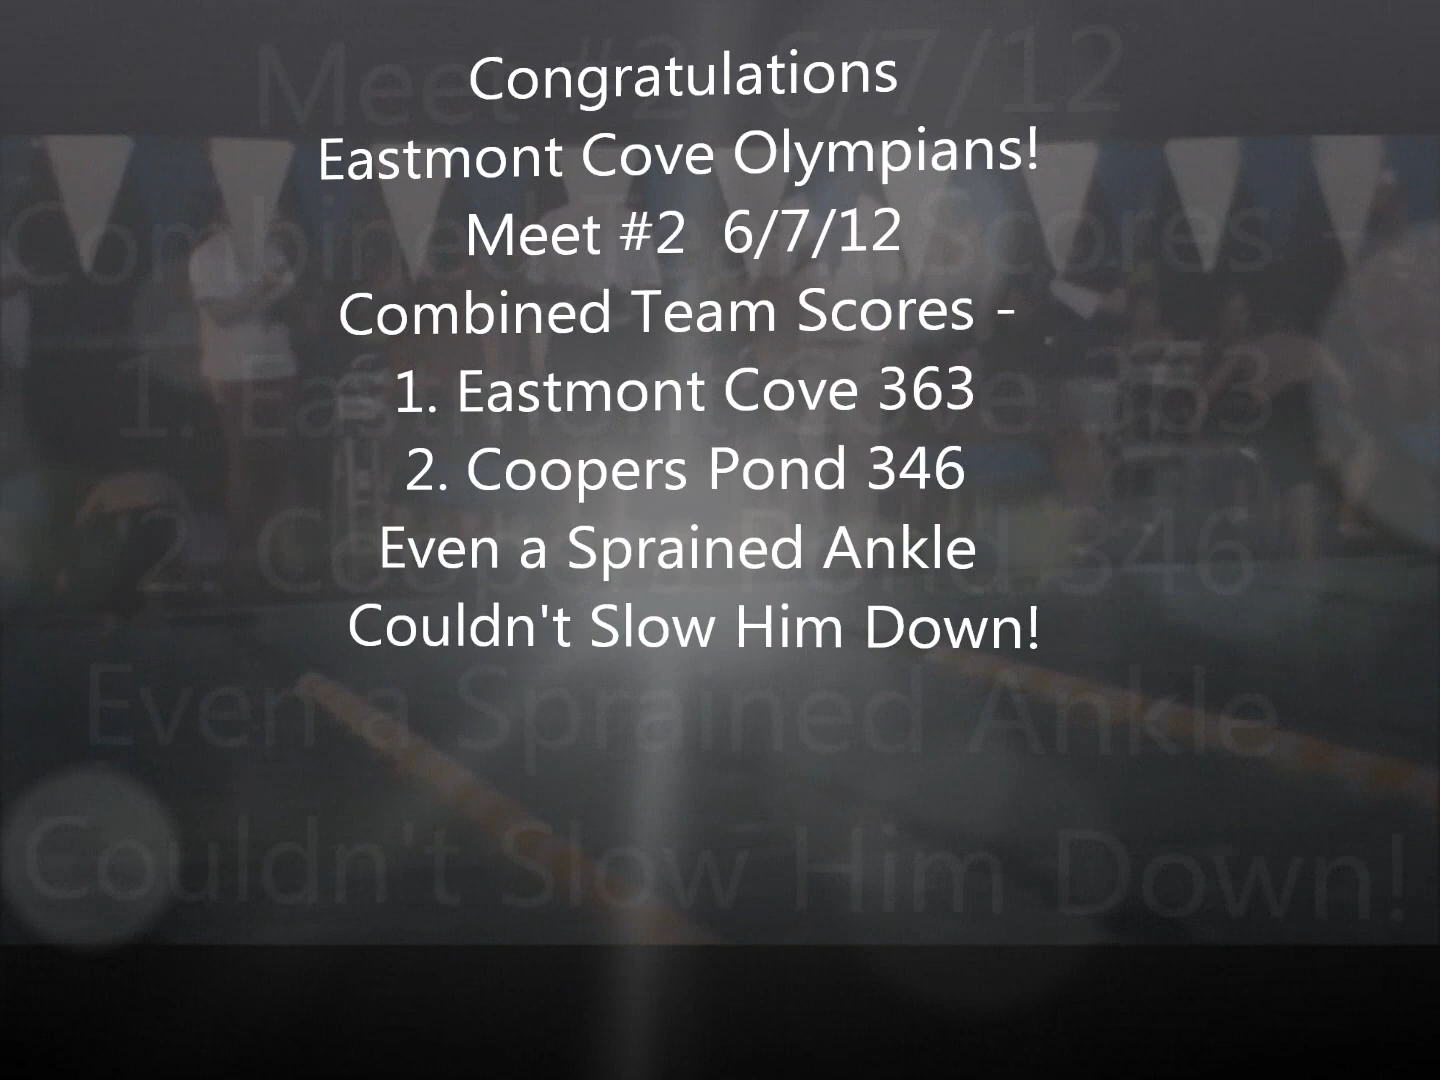 Congratulations
Eastmont Cove Olympians!
Meet #2  6/7/12
Combined Team Scores -
1. Eastmont Cove 363
2. Coopers Pond 346
Even a Sprained Ankle
Couldn't Slow Him Down!